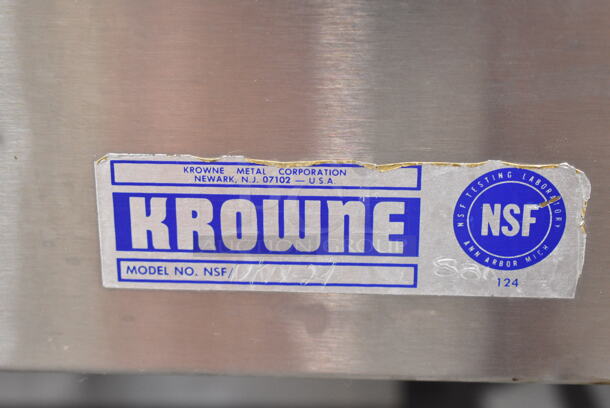 KROWNE METAL CORPORATION
NEWARK, N.J. 07102 — U.S.A.
KROWNE
MODEL NO. NSF/
NSF TESTING LABORATORY
NSF
ANN ARBOR MICH
124